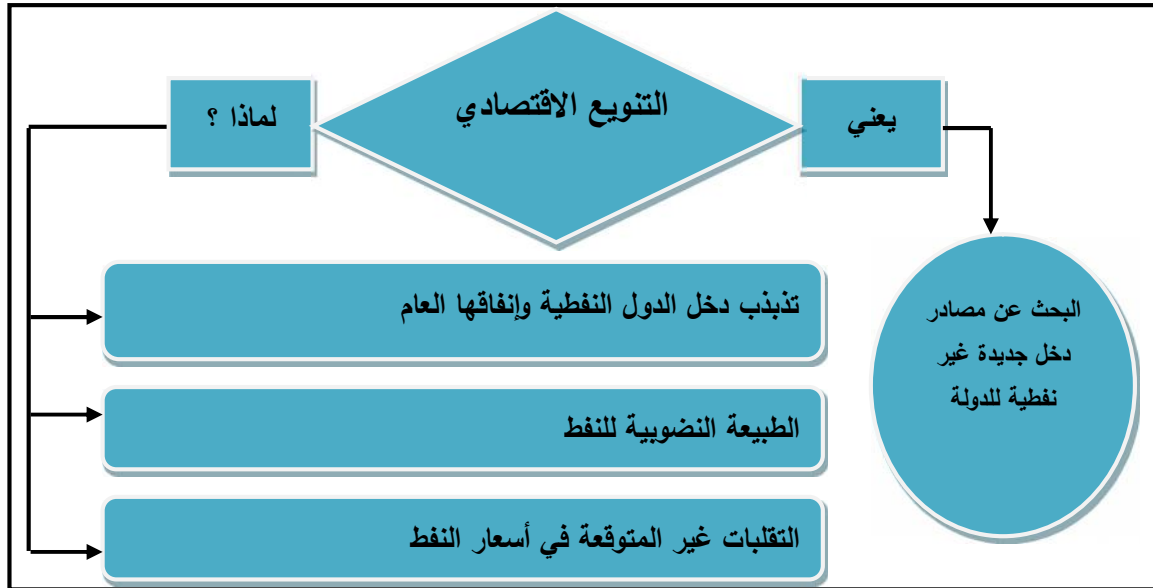 التنويع الاقتصادي
يعني
لماذا ؟
البحث عن مصادر
دخل جديدة غير
نفطية للدولة
تذبذب دخل الدول النفطية وإنفاقها العام
الطبيعة النضوبية للنفط
التقلبات غير المتوقعة في أسعار النفط